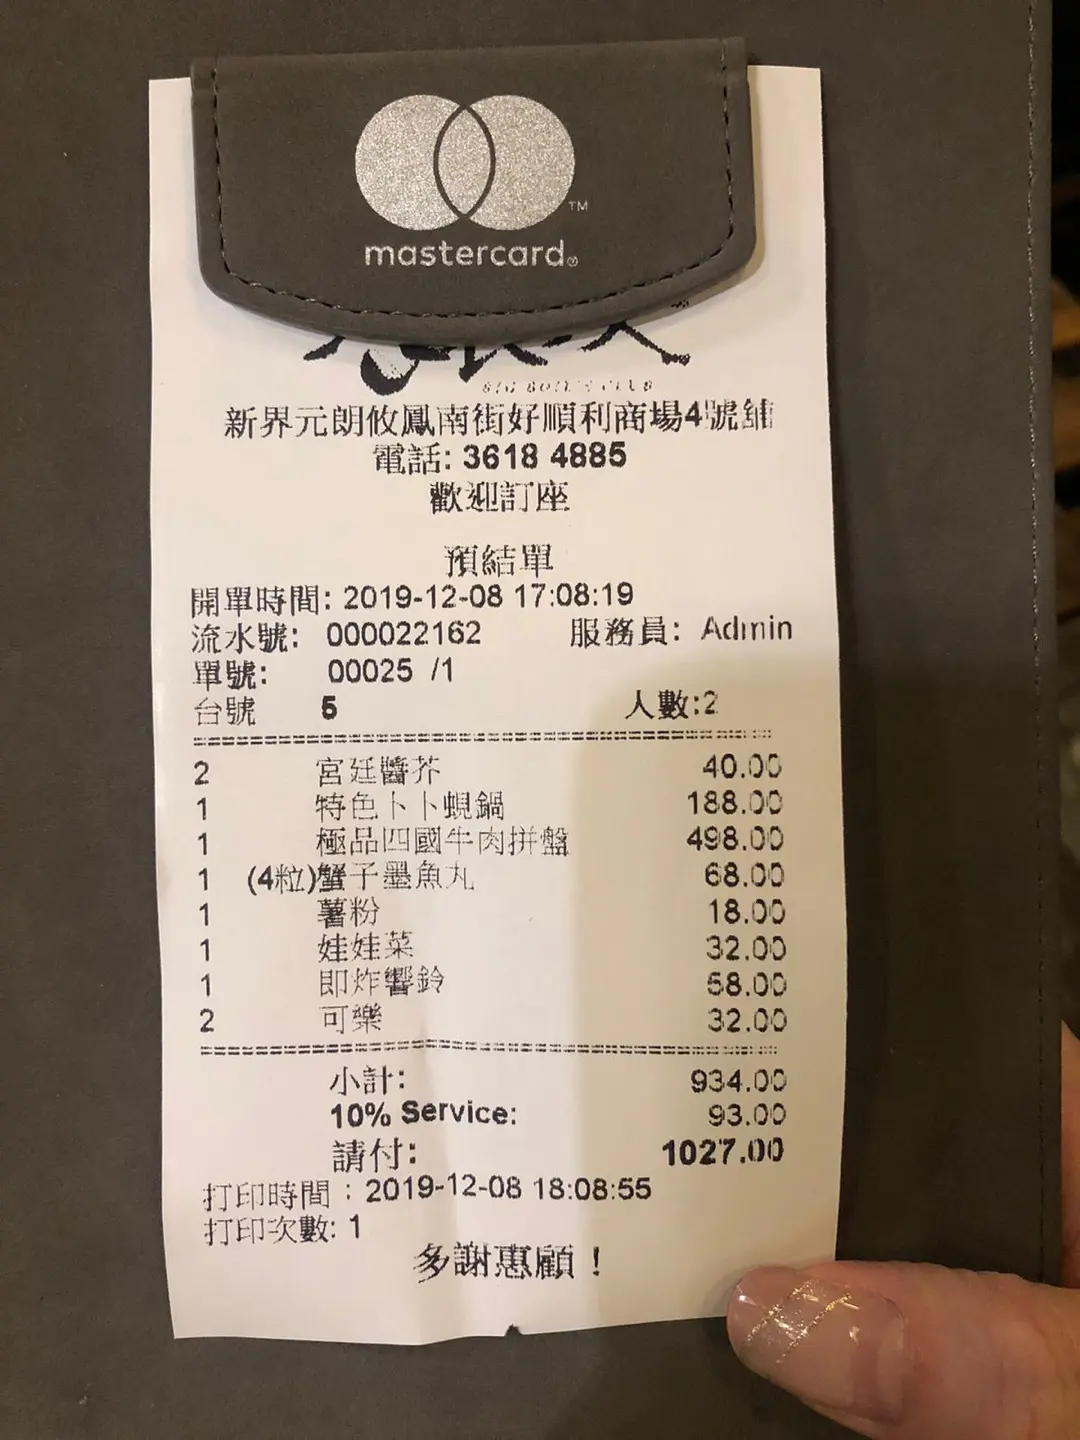 mastercard
BIG BOIL'S CLUB
新界元朗攸鳳南街好順利商場4號舖
電話: 3618 4885
歡迎訂座
預結單
開單時間: 2019-12-08 17:08:19
流水號: 000022162 服務員: Admin
單號: 00025 /1
台號 5 人數:2
2 宮廷醬芥 40.00
1 特色卜卜蜆鍋 188.00
1 極品四國牛肉拼盤 498.00
1 (4粒)蟹子墨魚丸 68.00
1 薯粉 18.00
1 娃娃菜 32.00
1 即炸響鈴 58.00
2 可樂 32.00
小計: 934.00
10% Service: 93.00
請付: 1027.00
打印時間 : 2019-12-08 18:08:55
打印次數: 1
多謝惠顧！